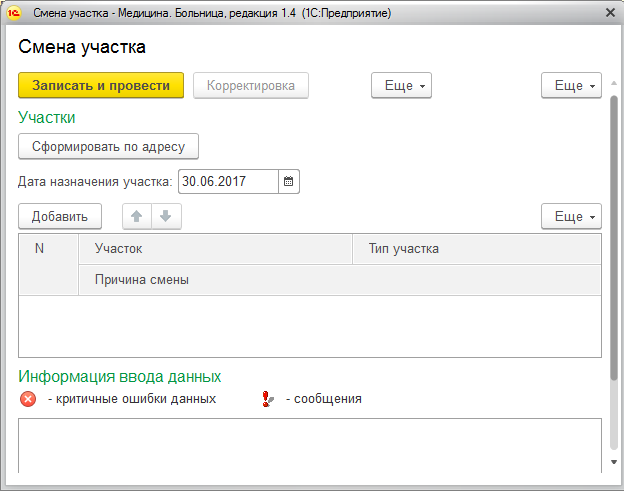 1С Смена участка - Медицина. Больница, редакция 1.4 (1С:Предприятие)
Смена участка
Записать и провести Корректировка Еще Еще
Участки
Сформировать по адресу
Дата назначения участка: 30.06.2017
Добавить Еще
N Участок Тип участка
Причина смены
Информация ввода данных
- критичные ошибки данных - сообщения